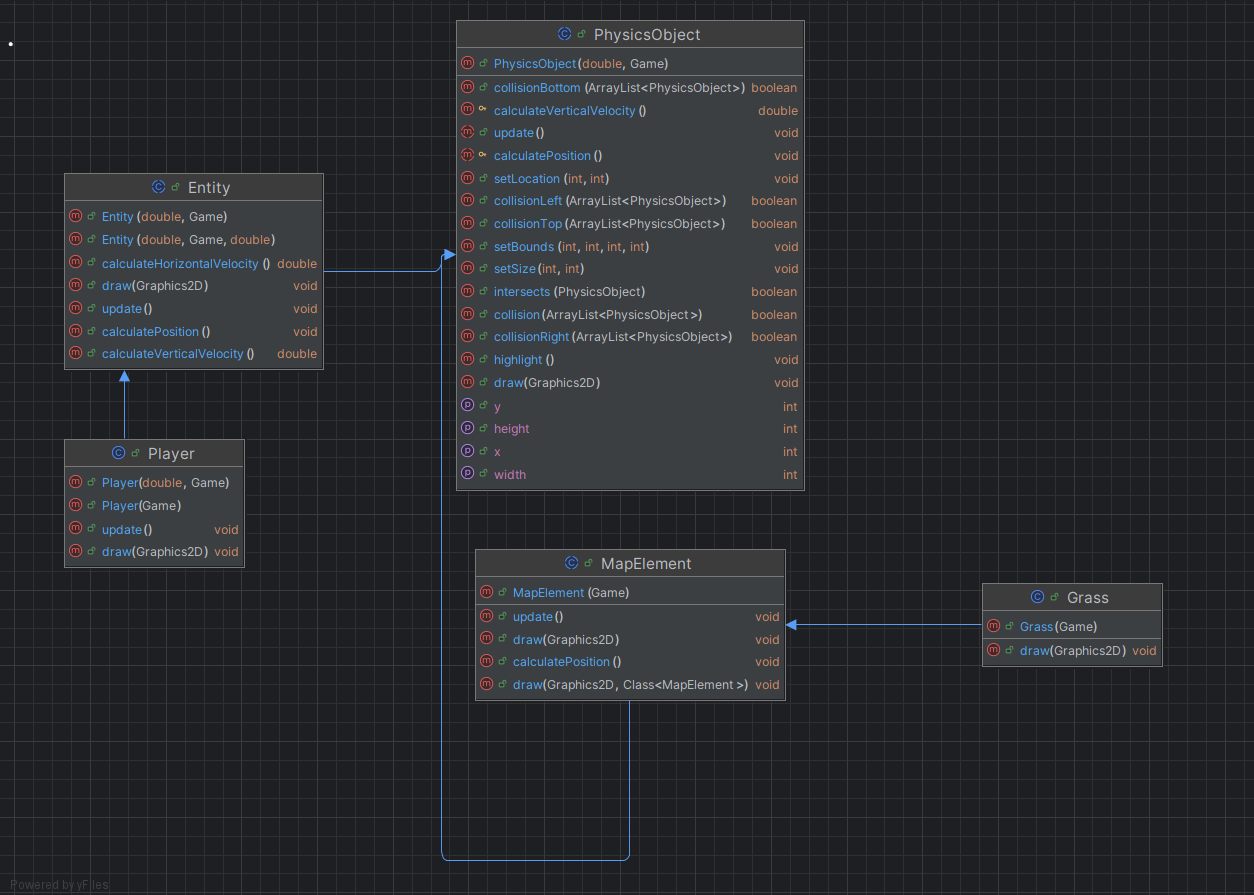 PhysicsObject
PhysicsObject(double, Game)
collisionBottom (ArrayList<PhysicsObject>) boolean
calculateVerticalVelocity () double
update() void
calculatePosition () void
setLocation (int, int) void
collisionLeft (ArrayList<PhysicsObject>) boolean
collisionTop (ArrayList<PhysicsObject>) boolean
setBounds (int, int, int, int) void
setSize(int, int) void
intersects (PhysicsObject) boolean
collision(ArrayList<PhysicsObject>) boolean
collisionRight (ArrayList<PhysicsObject>) boolean
highlight () void
draw(Graphics2D) void
y int
height int
x int
width int
Entity
Entity (double, Game)
Entity (double, Game, double)
calculateHorizontalVelocity () double
draw(Graphics2D) void
update() void
calculatePosition () void
calculateVerticalVelocity () double
Player
Player(double, Game)
Player(Game)
update() void
draw(Graphics2D) void
MapElement
MapElement (Game)
update() void
draw(Graphics2D) void
calculatePosition () void
draw(Graphics2D, Class<MapElement >) void
Grass
Grass(Game)
draw(Graphics2D) void
Powered by yFiles